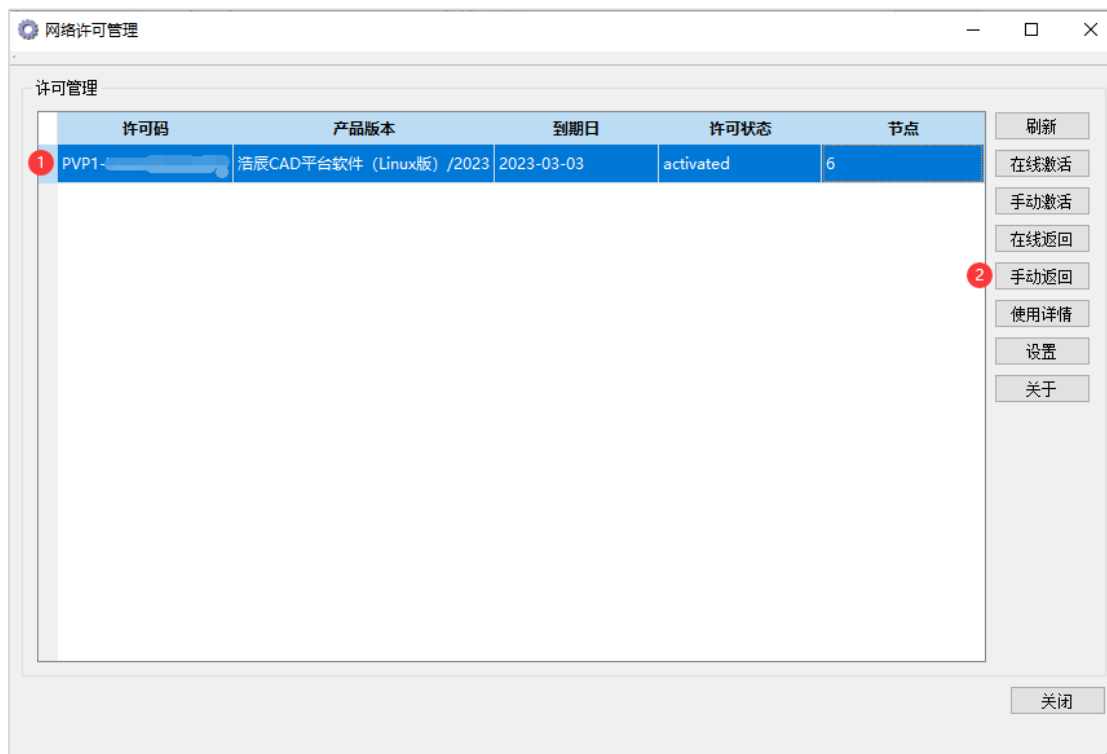 网络许可管理
许可管理
许可码 产品版本 到期日 许可状态 节点
1 PVP1- 浩辰CAD平台软件（Linux版）/2023 2023-03-03 activated 6
刷新
在线激活
手动激活
在线返回
2 手动返回
使用详情
设置
关于
关闭